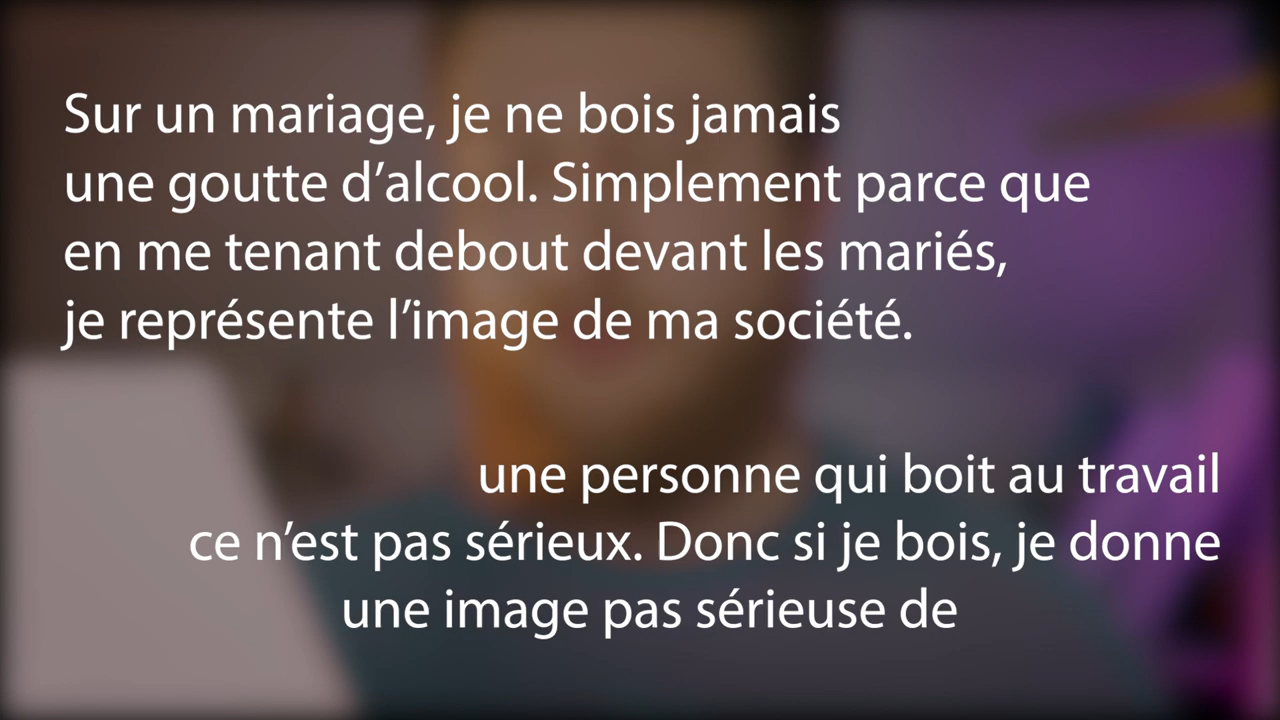 Sur un mariage, je ne bois jamais
une goutte d’alcool. Simplement parce que
en me tenant debout devant les mariés,
je représente l’image de ma société.
une personne qui boit au travail
ce n’est pas sérieux. Donc si je bois, je donne
une image pas sérieuse de